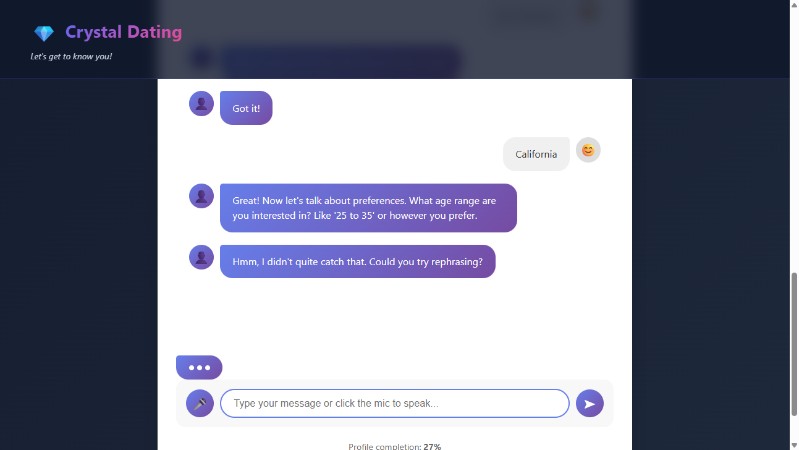 Crystal Dating
Let's get to know you!
Got it!
California
Great! Now let's talk about preferences. What age range are
you interested in? Like '25 to 35' or however you prefer.
Hmm, I didn't quite catch that. Could you try rephrasing?
Type your message or click the mic to speak...
Profile completion: 27%